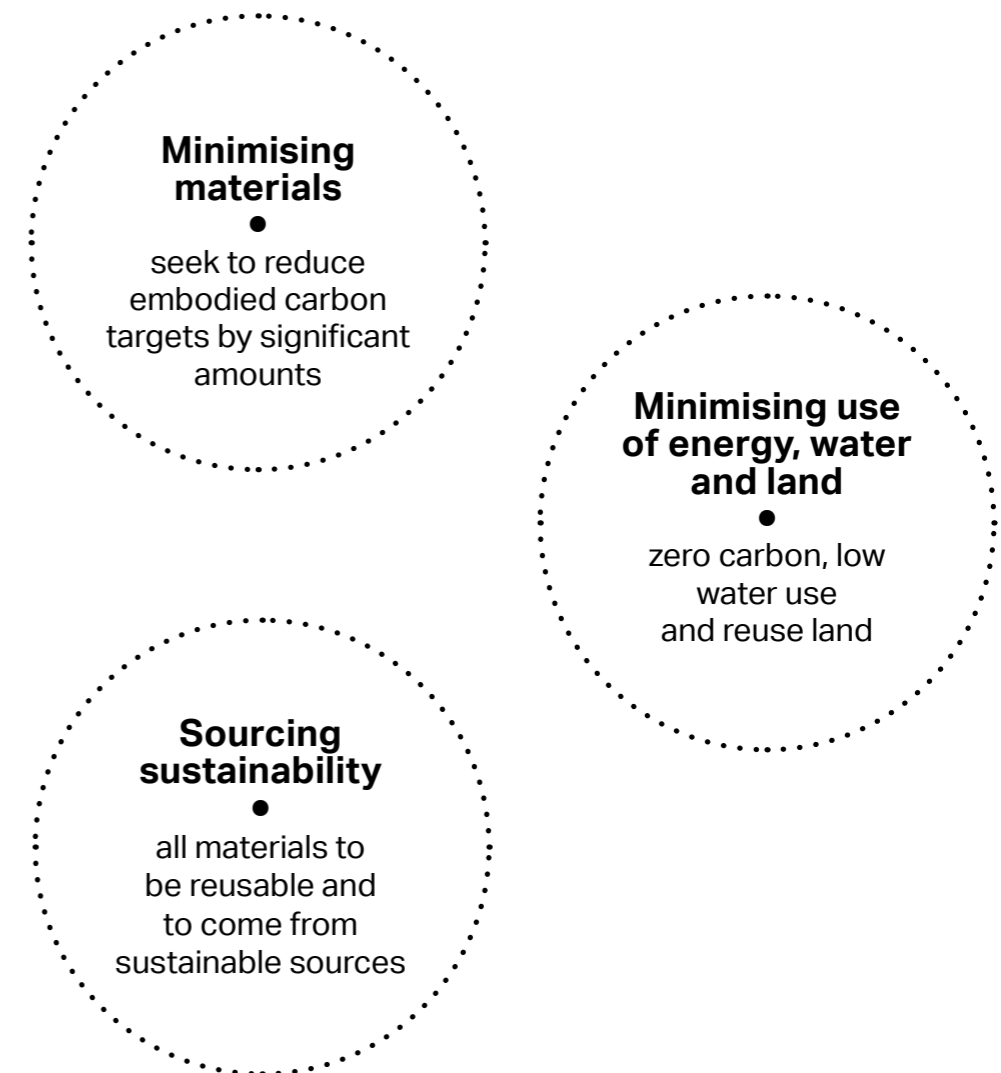 Minimising
materials
•
seek to reduce
embodied carbon
targets by significant
amounts
Minimising use
of energy, water
and land
•
zero carbon, low
water use
and reuse land
Sourcing
sustainability
•
all materials to
be reusable and
to come from
sustainable sources